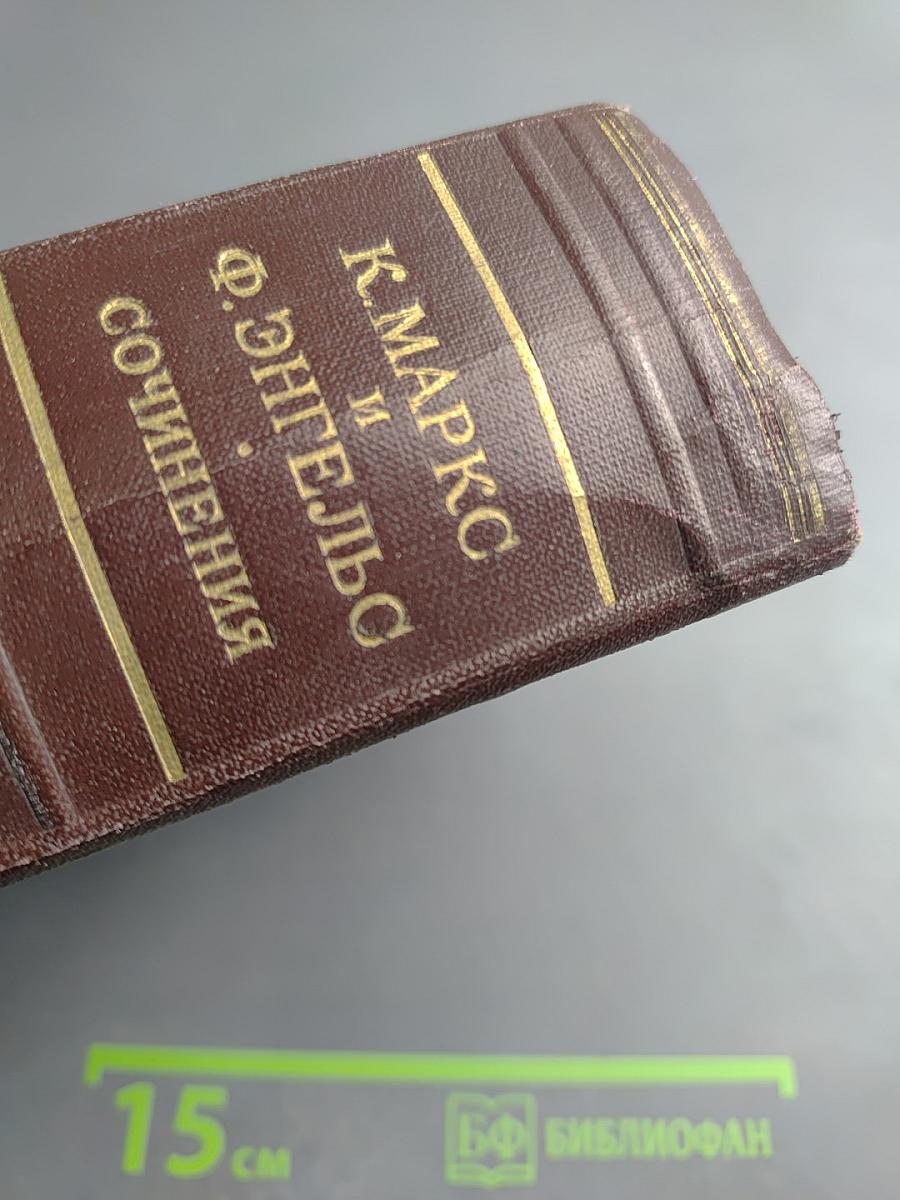 К. МАРКС
и
Ф. ЭНГЕЛЬС
СОЧИНЕНИЯ
15 см
БФ БИБЛИОФАН